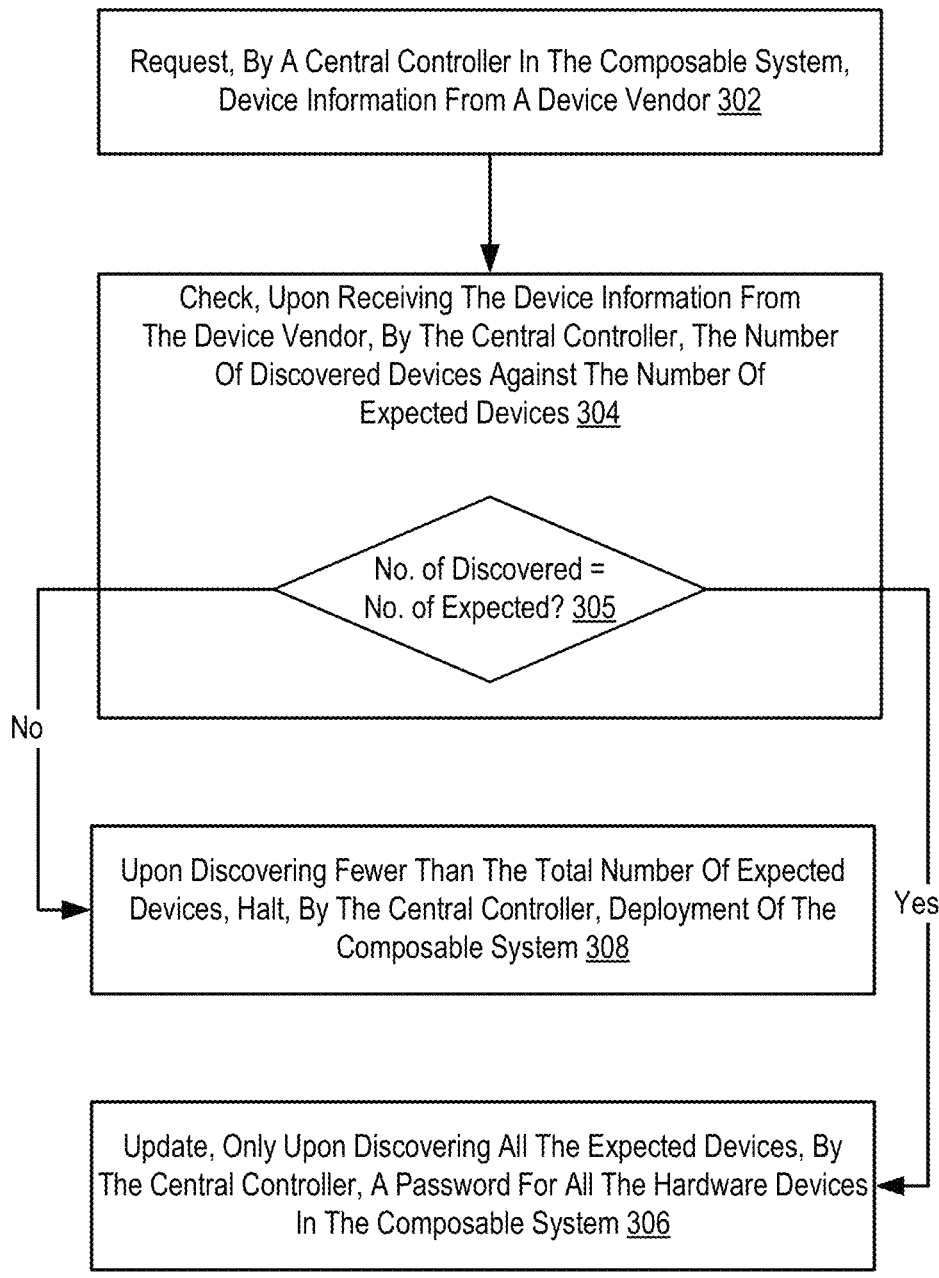 Request, By A Central Controller In The Composable System,
Device Information From A Device Vendor 302
Check, Upon Receiving The Device Information From
The Device Vendor, By The Central Controller, The Number
Of Discovered Devices Against The Number Of
Expected Devices 304
No. of Discovered =
No. of Expected? 305
No
Upon Discovering Fewer Than The Total Number Of Expected
Devices, Halt, By The Central Controller, Deployment Of The
Composable System 308
Yes
Update, Only Upon Discovering All The Expected Devices, By
The Central Controller, A Password For All The Hardware Devices
In The Composable System 306